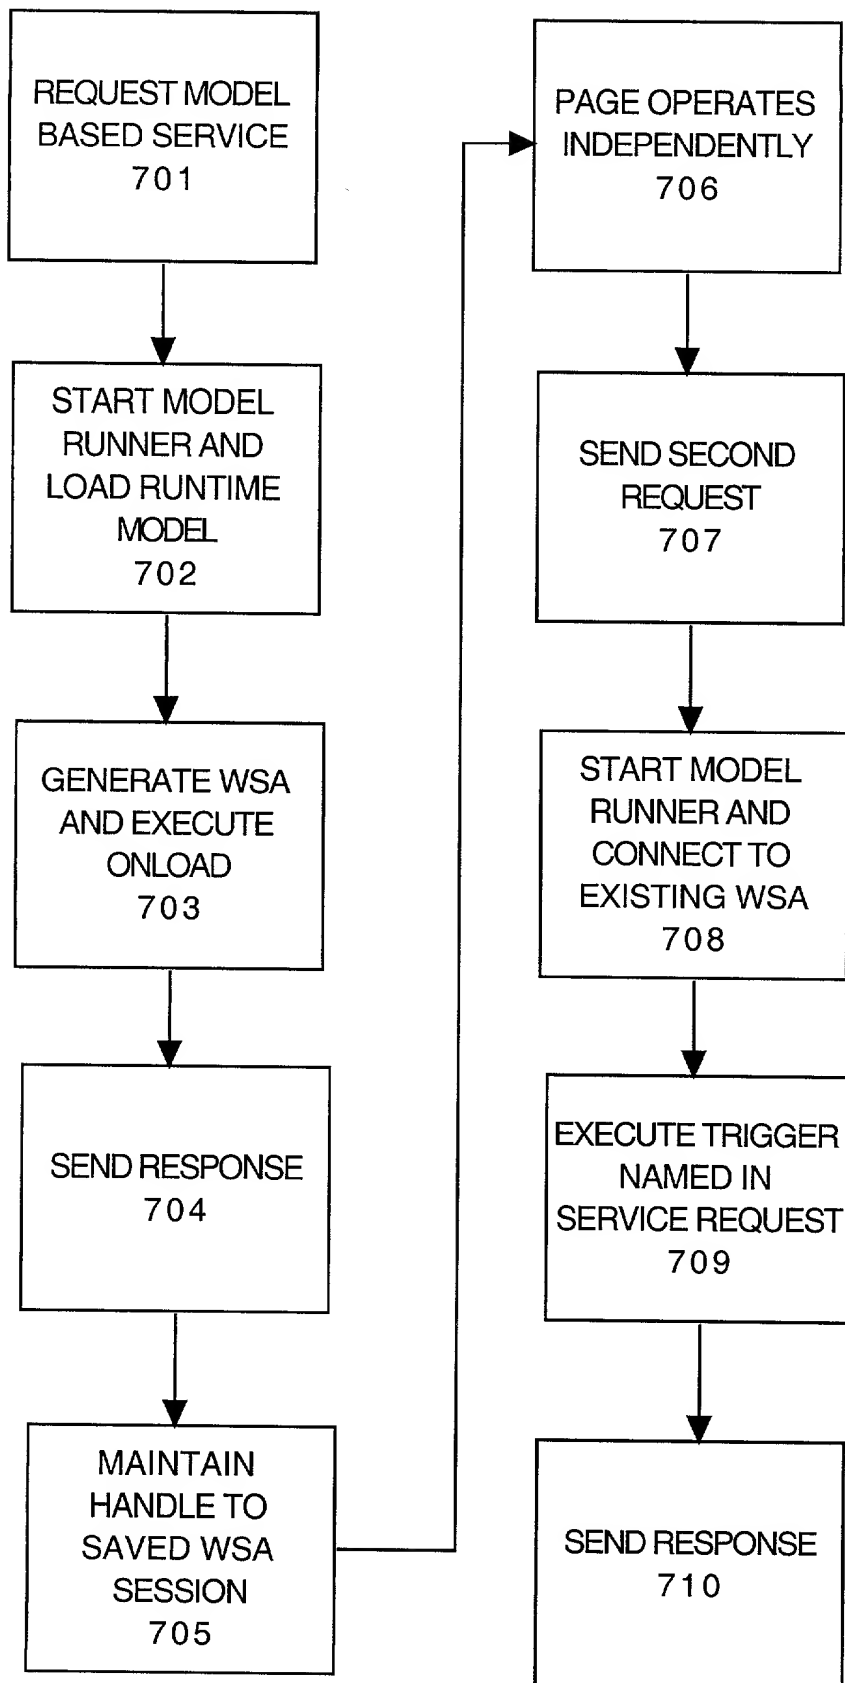 REQUEST MODEL
BASED SERVICE
701
START MODEL
RUNNER AND
LOAD RUNTIME
MODEL
702
GENERATE WSA
AND EXECUTE
ONLOAD
703
SEND RESPONSE
704
MAINTAIN
HANDLE TO
SAVED WSA
SESSION
705
PAGE OPERATES
INDEPENDENTLY
706
SEND SECOND
REQUEST
707
START MODEL
RUNNER AND
CONNECT TO
EXISTING WSA
708
EXECUTE TRIGGER
NAMED IN
SERVICE REQUEST
709
SEND RESPONSE
710